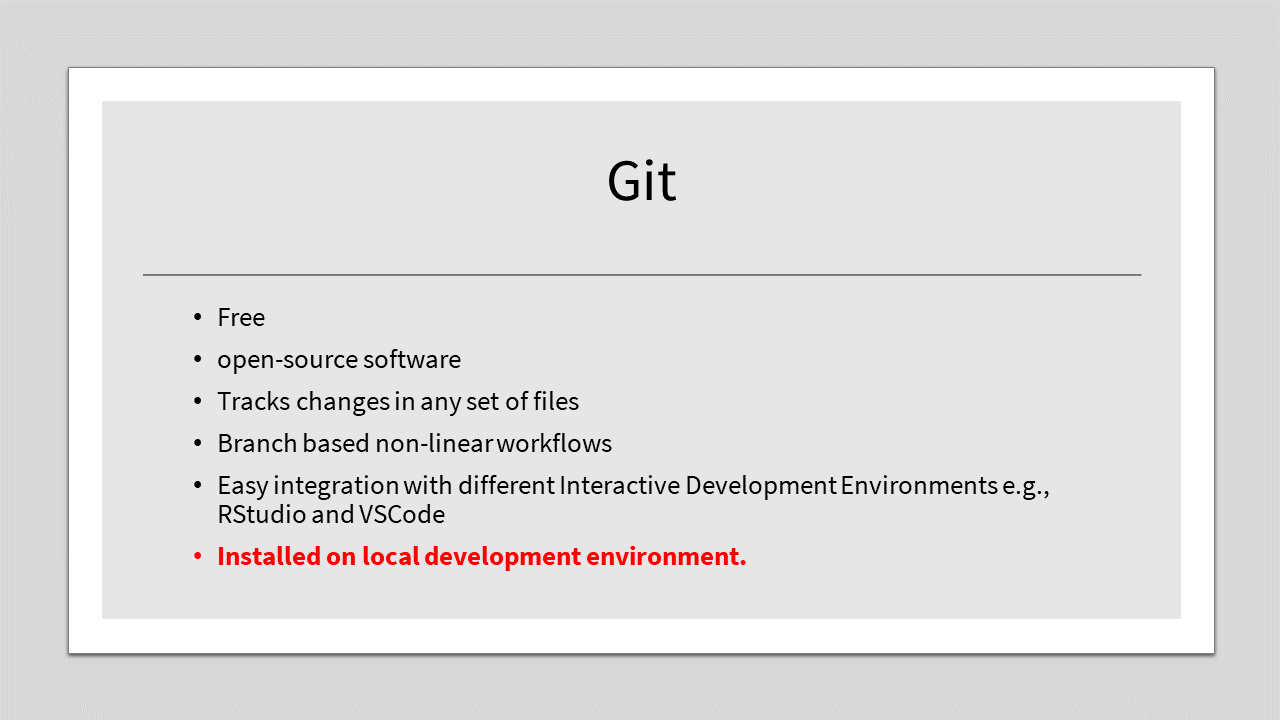 Git
• Free
• open-source software
• Tracks changes in any set of files
• Branch based non-linear workflows
• Easy integration with different Interactive Development Environments e.g.,
RStudio and VSCode
• Installed on local development environment.